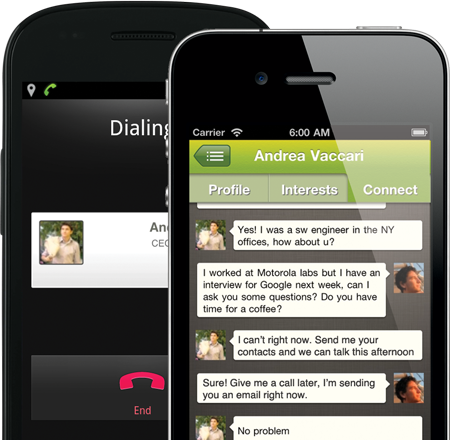 Dialing
An
CEO
End
Carrier
6:00 AM
Andrea Vaccari
Profile
Interests
Connect
Yes! I was a sw engineer in the NY
offices, how about u?
I worked at Motorola labs but I have an
interview for Google next week, can I
ask you some questions? Do you have
time for a coffee?
I can't right now. Send me your
contacts and we can talk this afternoon
Sure! Give me a call later, I'm sending
you an email right now.
No problem